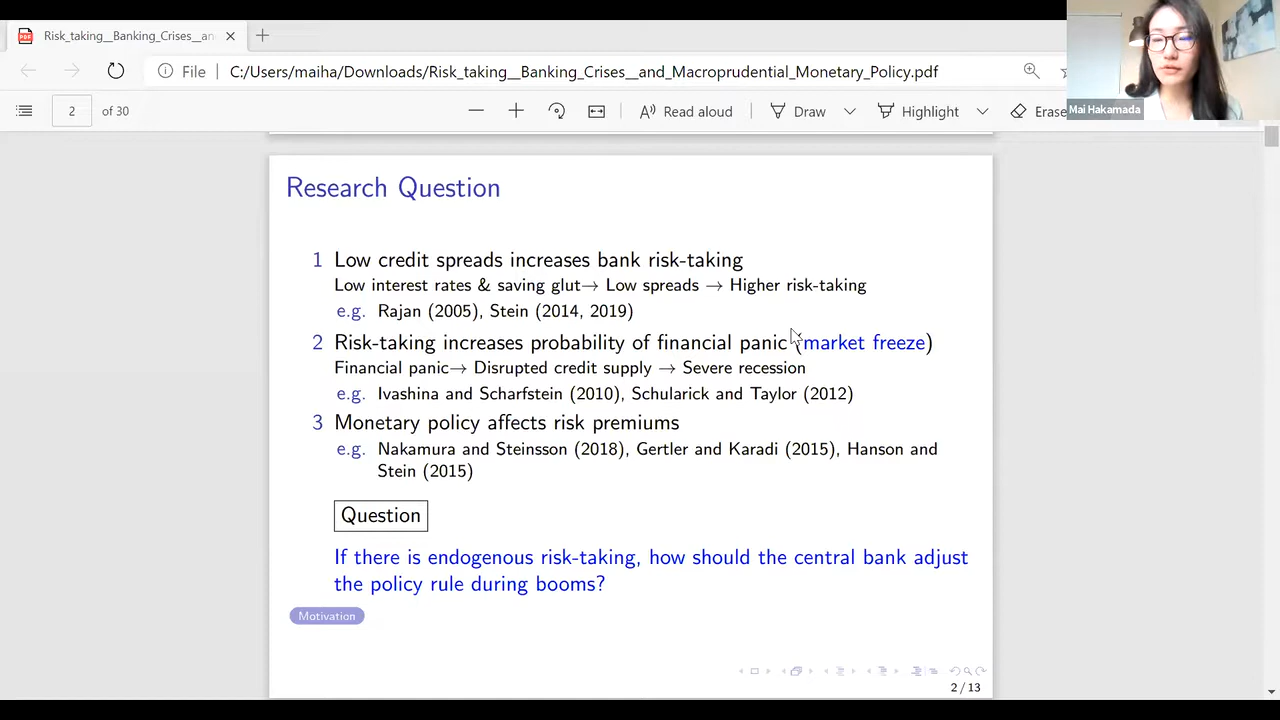 Risk_taking__Banking_Crises__an
File
C:/Users/maiha/Downloads/Risk_taking__Banking_Crises__and_Macroprudential_Monetary_Policy.pdf
2
of 30
Read aloud
Draw
Highlight
Erase
Mai Hakamada
Research Question
1 Low credit spreads increases bank risk-taking
Low interest rates & saving glut→ Low spreads → Higher risk-taking
e.g. Rajan (2005), Stein (2014, 2019)
2 Risk-taking increases probability of financial panic (market freeze)
Financial panic→ Disrupted credit supply → Severe recession
e.g. Ivashina and Scharfstein (2010), Schularick and Taylor (2012)
3 Monetary policy affects risk premiums
e.g. Nakamura and Steinsson (2018), Gertler and Karadi (2015), Hanson and
Stein (2015)
Question
If there is endogenous risk-taking, how should the central bank adjust
the policy rule during booms?
Motivation
2 / 13